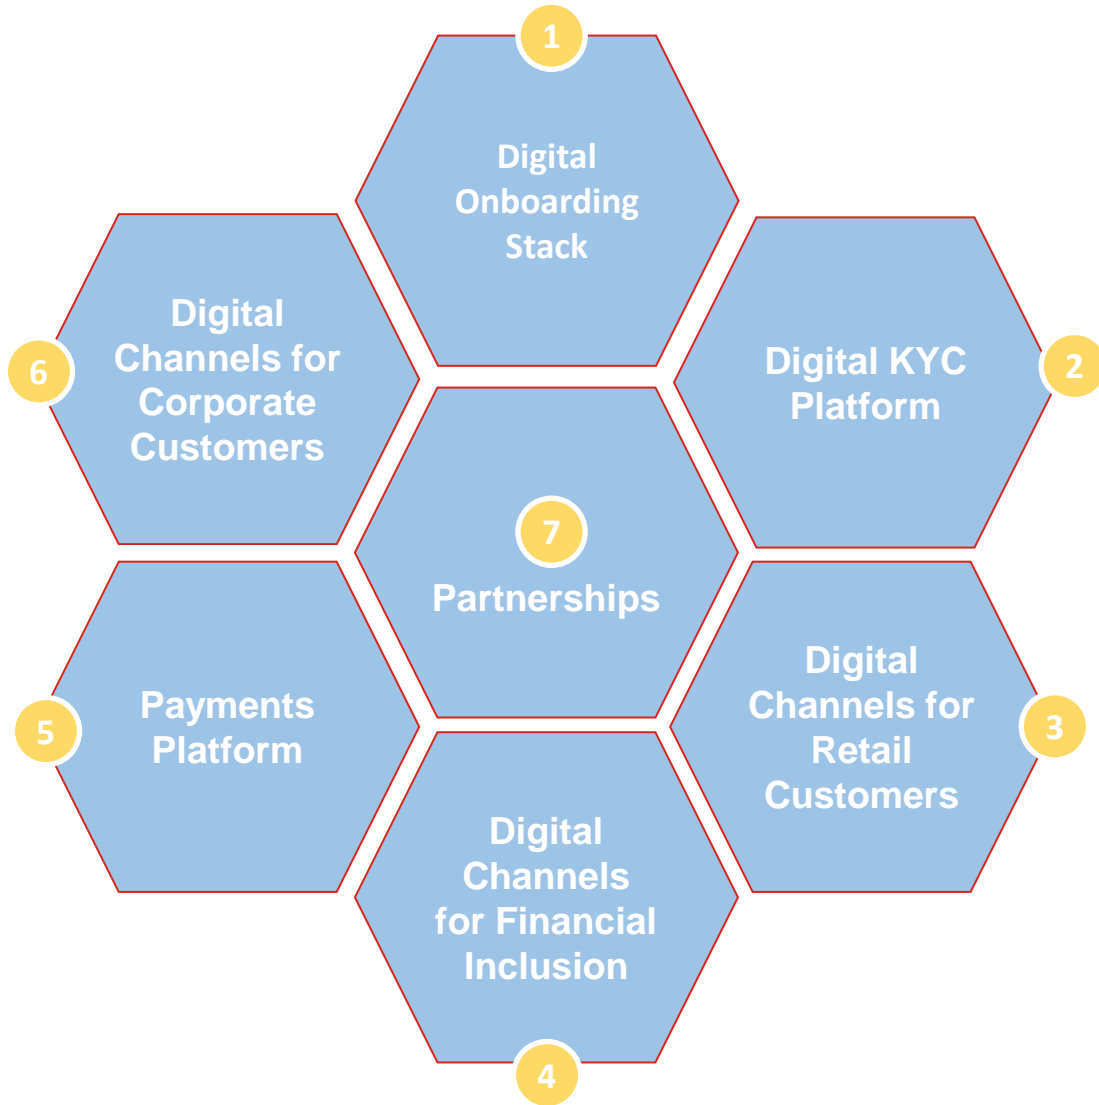 1
Digital
Onboarding
Stack
2
Digital KYC
Platform
3
Digital
Channels for
Retail
Customers
4
Digital
Channels
for Financial
Inclusion
5
Payments
Platform
6
Digital
Channels for
Corporate
Customers
7
Partnerships